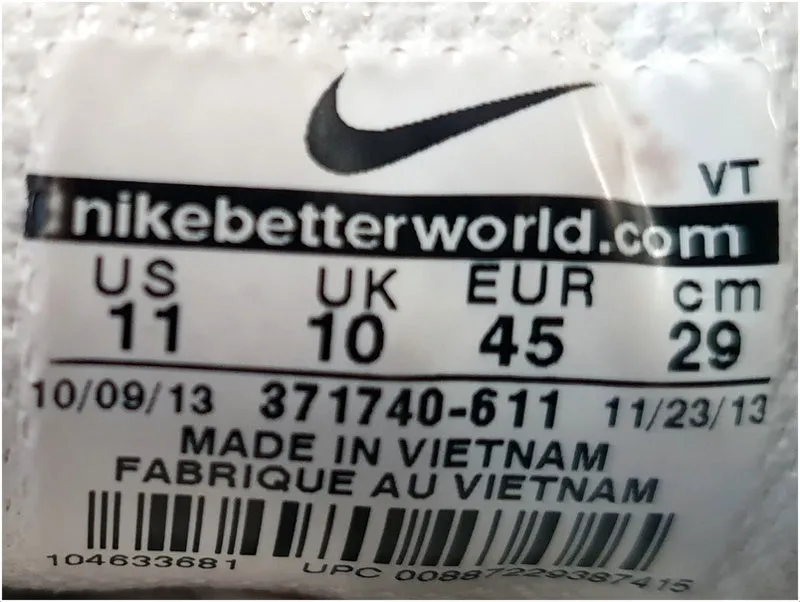 VT
nikebetterworld.com
US UK EUR cm
11 10 45 29
10/09/13 371740-611 11/23/13
MADE IN VIETNAM
FABRIQUE AU VIETNAM
104633681 UPC 00887229387415